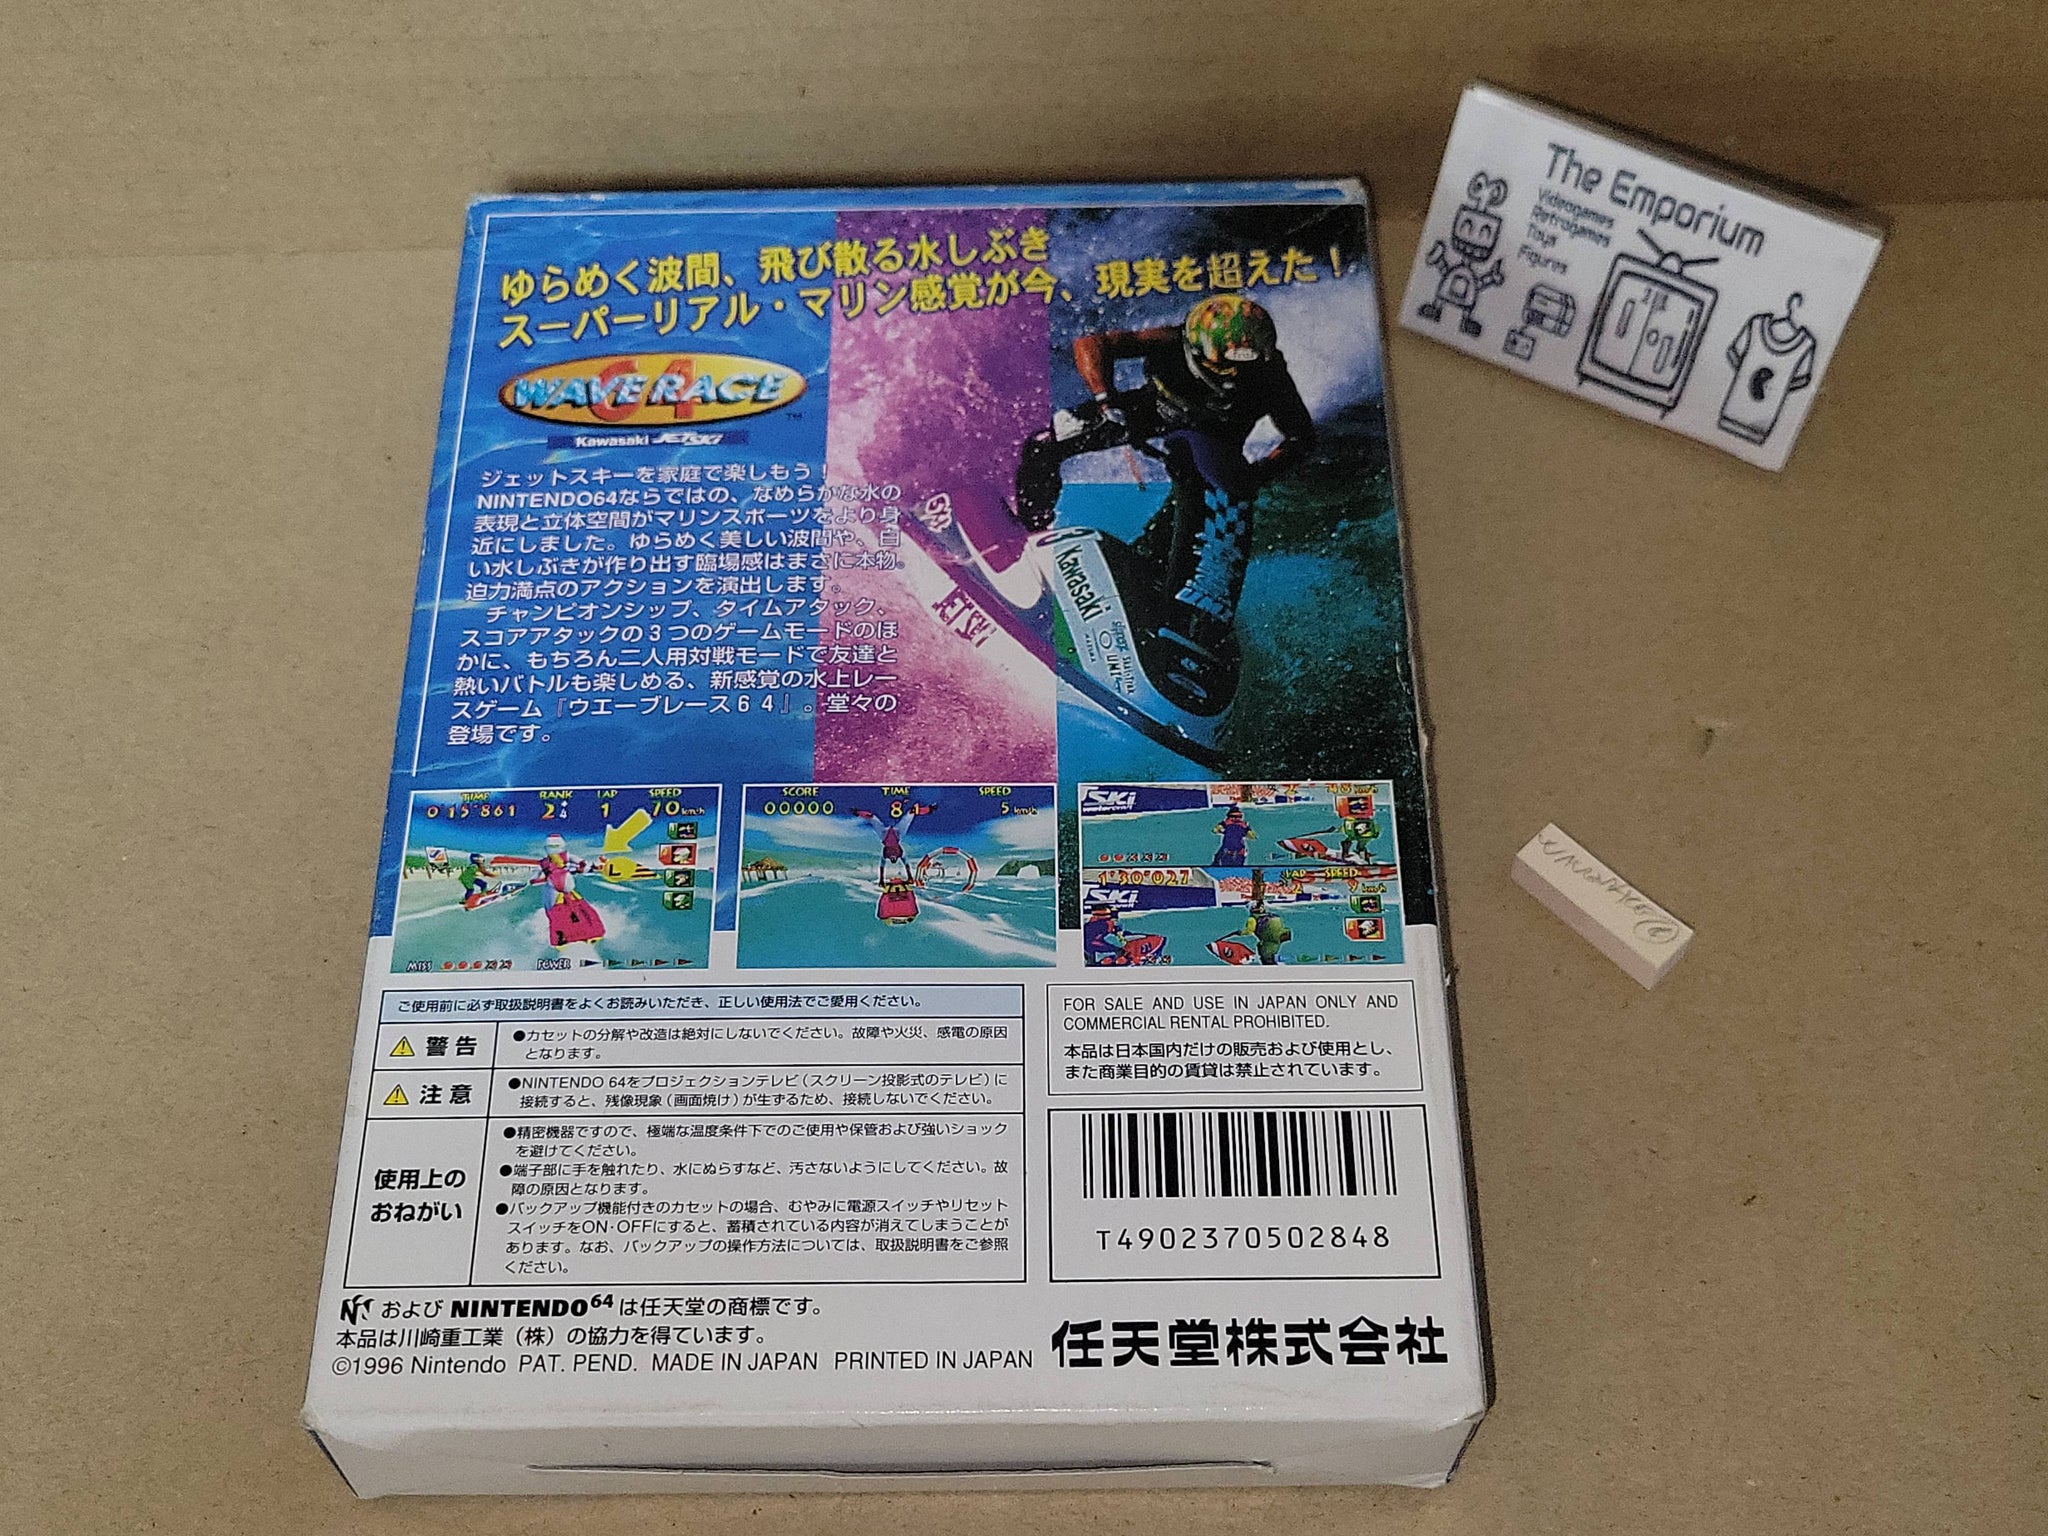 ゆらめく波間、飛び散る水しぶき
スーパーリアル・マリン感覚が今、現実を超えた！
WAVE RACE 64 ™
Kawasaki JET SKI
ジェットスキーを家庭で楽しもう！
NINTENDO64ならではの、なめらかな水の
表現と立体空間がマリンスポーツをより身
近にしました。ゆらめく美しい波間や、白
い水しぶきが作り出す臨場感はまさに本物。
迫力満点のアクションを演出します。
チャンピオンシップ、タイムアタック、
スコアアタックの3つのゲームモードのほ
かに、もちろん二人用対戦モードで友達と
熱いバトルも楽しめる、新感覚の水上レー
スゲーム『ウエーブレース６４』。堂々の
登場です。
Kawasaki
TIME RANK LAP SPEED
0'15"861 2 4 1 70 km/h
L
MISS POWER
SCORE TIME SPEED
00000 5 km/h
SKi
1'30"027 LAP SPEED
2 9 km/h
SKi
ご使用前に必ず取扱説明書をよくお読みいただき、正しい使用法でご愛用ください。
警告
●カセットの分解や改造は絶対にしないでください。故障や火災、感電の原因
となります。
注意
●NINTENDO 64をプロジェクションテレビ（スクリーン投影式のテレビ）に
接続すると、残像現象（画面焼け）が生ずるため、接続しないでください。
使用上の
おねがい
●精密機器ですので、極端な温度条件下でのご使用や保管および強いショック
を避けてください。
●端子部に手を触れたり、水にぬらすなど、汚さないようにしてください。故
障の原因となります。
●バックアップ機能付きのカセットの場合、むやみに電源スイッチやリセット
スイッチをON・OFFにすると、蓄積されている内容が消えてしまうことが
あります。なお、バックアップの操作方法については、取扱説明書をご参照
ください。
FOR SALE AND USE IN JAPAN ONLY AND
COMMERCIAL RENTAL PROHIBITED.
本品は日本国内だけの販売および使用とし、
また商業目的の賃貸は禁止されています。
T4902370502848
および NINTENDO64 は任天堂の商標です。
本品は川崎重工業（株）の協力を得ています。
©1996 Nintendo PAT. PEND. MADE IN JAPAN PRINTED IN JAPAN
任天堂株式会社
The Emporium
Videogames
Retrogames
Toys
Figures